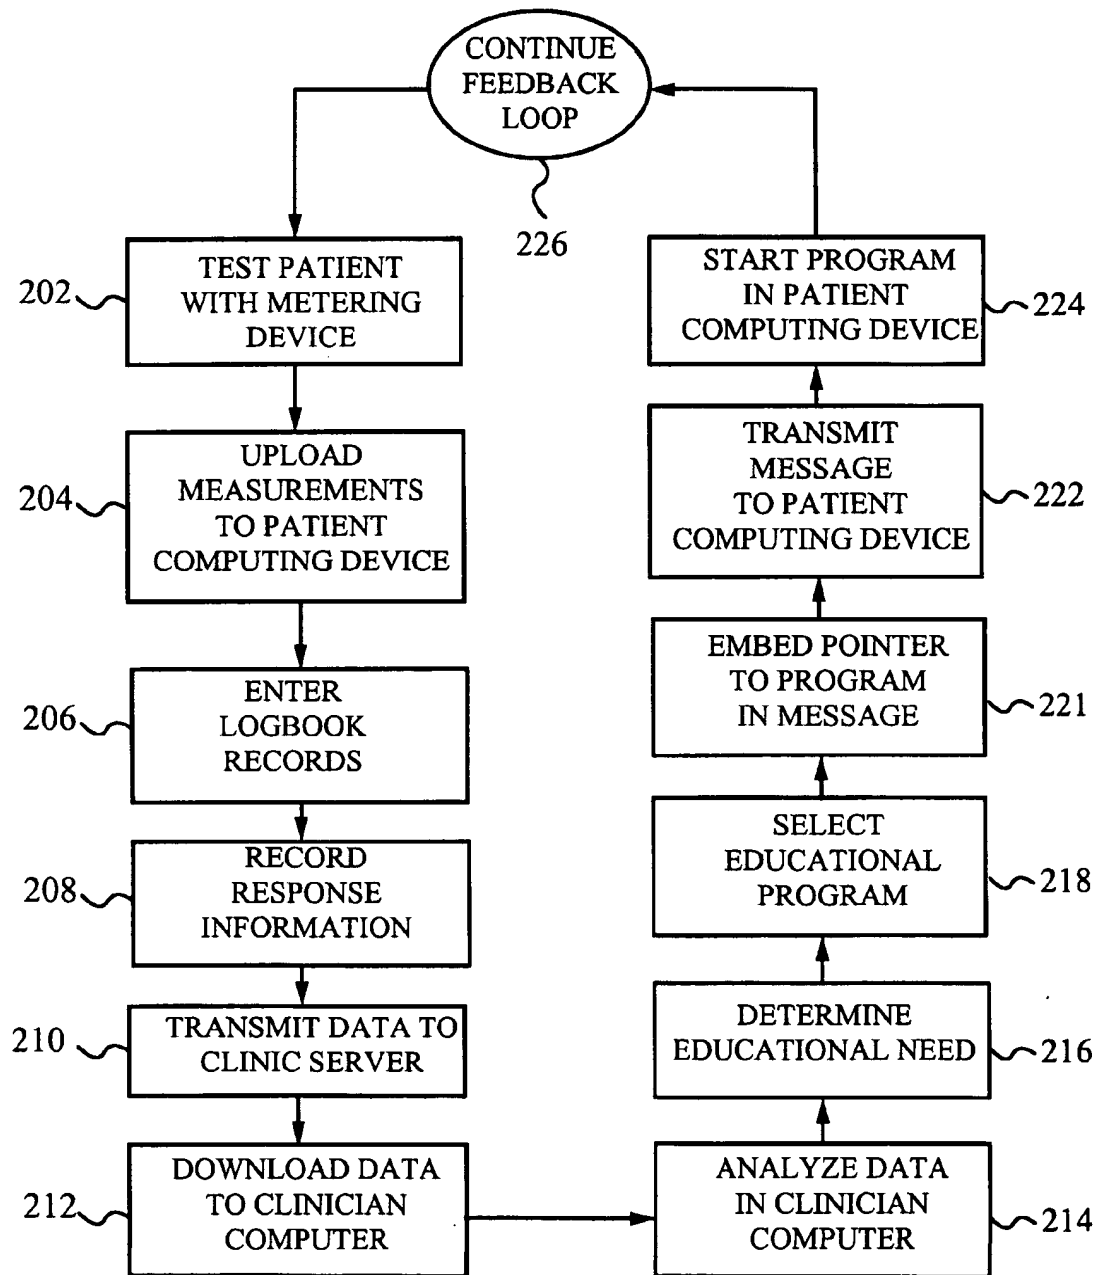 CONTINUE
FEEDBACK
LOOP
226
202
TEST PATIENT
WITH METERING
DEVICE
204
UPLOAD
MEASUREMENTS
TO PATIENT
COMPUTING DEVICE
206
ENTER
LOGBOOK
RECORDS
208
RECORD
RESPONSE
INFORMATION
210
TRANSMIT DATA TO
CLINIC SERVER
212
DOWNLOAD DATA
TO CLINICIAN
COMPUTER
ANALYZE DATA
IN CLINICIAN
COMPUTER
214
DETERMINE
EDUCATIONAL NEED
216
SELECT
EDUCATIONAL
PROGRAM
218
EMBED POINTER
TO PROGRAM
IN MESSAGE
221
TRANSMIT
MESSAGE
TO PATIENT
COMPUTING DEVICE
222
START PROGRAM
IN PATIENT
COMPUTING DEVICE
224